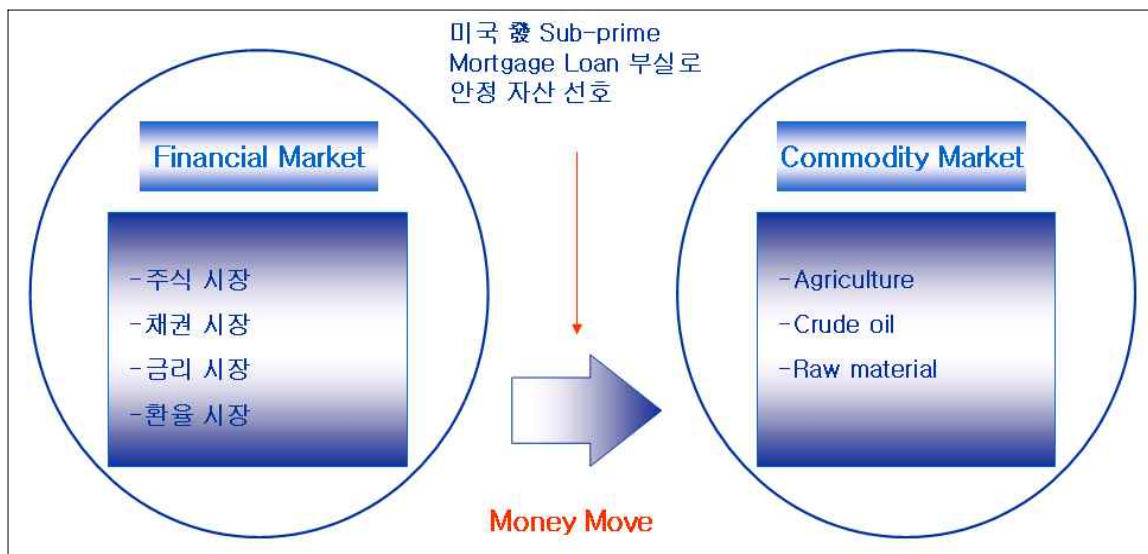 미국 發 Sub-prime
Mortgage Loan 부실로
안정 자산 선호
Financial Market
-주식 시장
-채권 시장
-금리 시장
-환율 시장
Commodity Market
-Agriculture
-Crude oil
-Raw material
Money Move